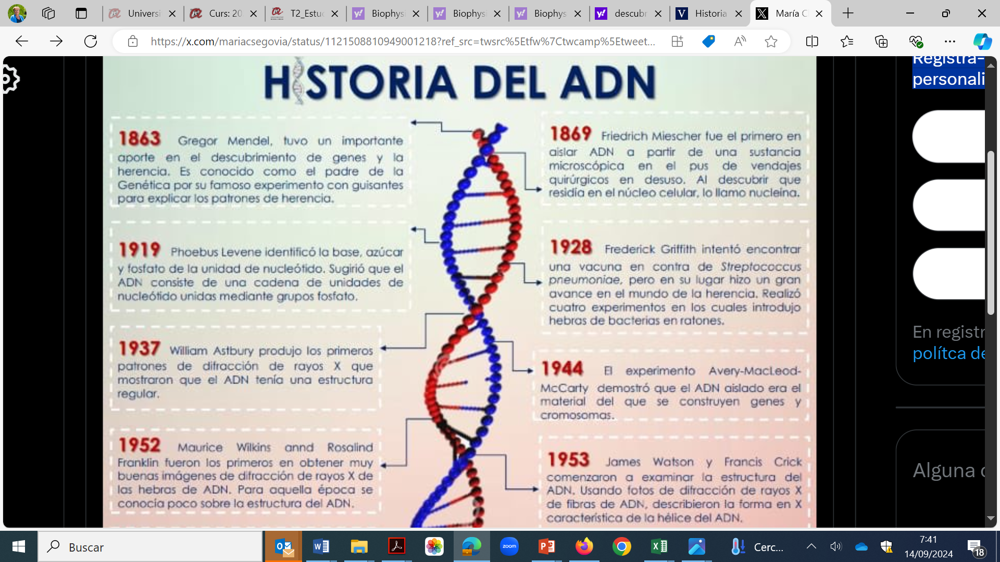 Universi
Curs: 20
T2_Estuc
Biophysi
Biophysi
Biophys
descubr
Historia
María C
https://x.com/mariacsegovia/status/1121508810949001218?ref_src=twsrc%5Etfw%7Ctwcamp%5Etweet...
HISTORIA DEL ADN
1863 Gregor Mendel, tuvo un importante
aporte en el descubrimiento de genes y la
herencia. Es conocido como el padre de la
Genética por su famoso experimento con guisantes
para explicar los patrones de herencia.
1869 Friedrich Miescher fue el primero en
aislar ADN a partir de una sustancia
microscópica en el pus de vendajes
quirúrgicos en desuso. Al descubrir que
residía en el núcleo celular, lo llamo nucleína.
1919 Phoebus Levene identificó la base, azúcar
y fosfato de la unidad de nucleótido. Sugirió que el
ADN consiste de una cadena de unidades de
nucleótido unidas mediante grupos fosfato.
1928 Frederick Griffith intentó encontrar
una vacuna en contra de Streptococcus
pneumoniae, pero en su lugar hizo un gran
avance en el mundo de la herencia. Realizó
cuatro experimentos en los cuales introdujo
hebras de bacterias en ratones.
1937 William Astbury produjo los primeros
patrones de difracción de rayos X que
mostraron que el ADN tenía una estructura
regular.
1944 El experimento Avery-MacLeod-
McCarty demostró que el ADN aislado era el
material del que se construyen genes y
cromosomas.
1952 Maurice Wilkins annd Rosalind
Franklin fueron los primeros en obtener muy
buenas imágenes de difracción de rayos X de
las hebras de ADN. Para aquella época se
conocía poco sobre la estructura del ADN.
1953 James Watson y Francis Crick
comenzaron a examinar la estructura del
ADN. Usando fotos de difracción de rayos X
de fibras de ADN, describieron la forma en X
característica de la hélice del ADN.
Registra-
personali
En registr
polítca de
Alguna c
Buscar
zoom
Cerc...
7:41
14/09/2024
18